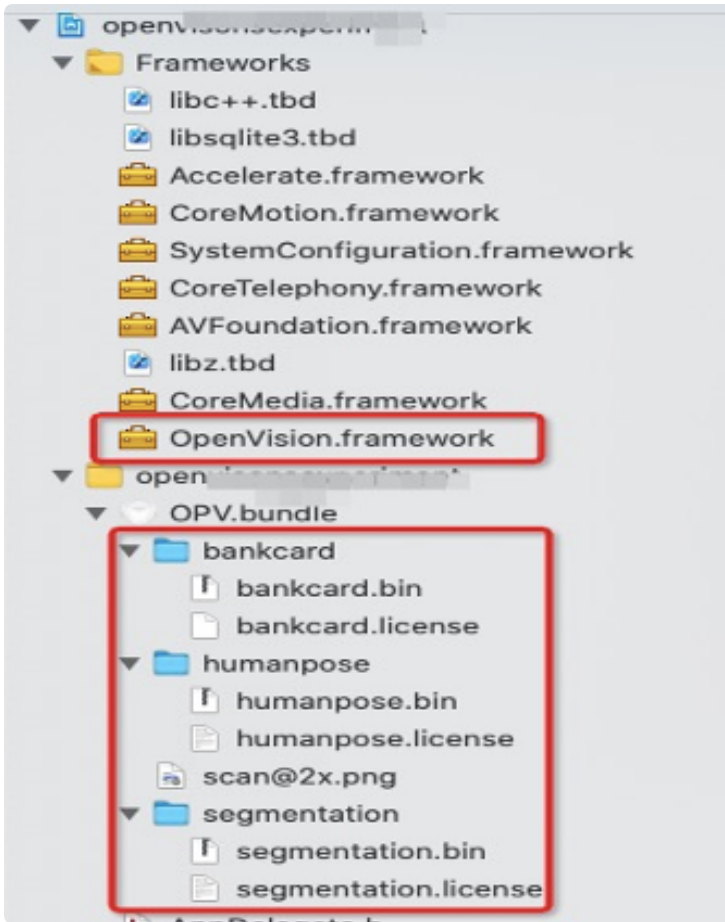 Frameworks
libc++.tbd
libsqlite3.tbd
Accelerate.framework
CoreMotion.framework
SystemConfiguration.framework
CoreTelephony.framework
AVFoundation.framework
libz.tbd
CoreMedia.framework
OpenVision.framework
OPV.bundle
bankcard
bankcard.bin
bankcard.license
humanpose
humanpose.bin
humanpose.license
scan@2x.png
segmentation
segmentation.bin
segmentation.license